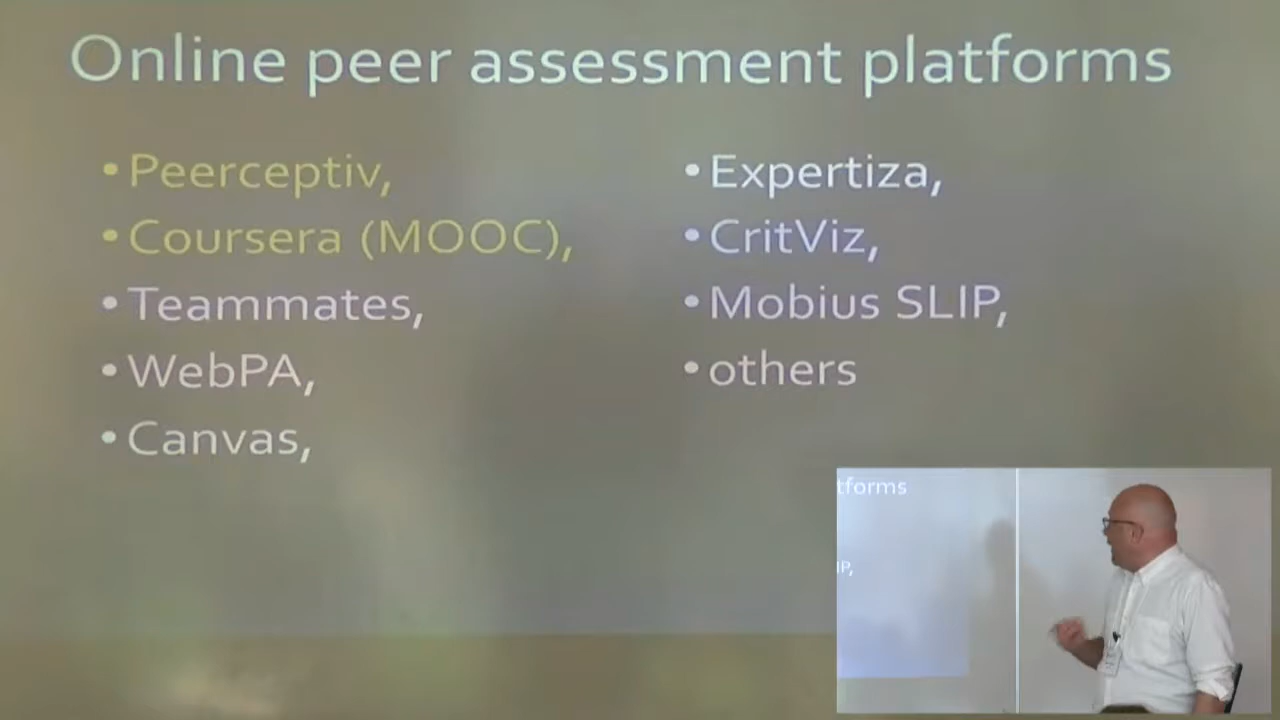 Online peer assessment platforms
• Peerceptiv,
• Coursera (MOOC),
• Teammates,
• WebPA,
• Canvas,
• Expertiza,
• CritViz,
• Mobius SLIP,
• others
tforms
IP,